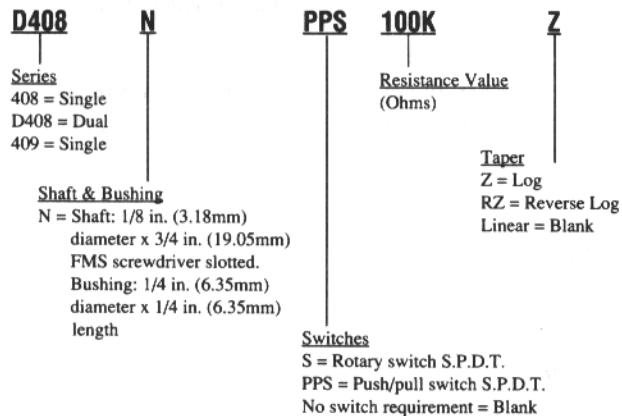 D408 N PPS 100K Z
Series
408 = Single
D408 = Dual
409 = Single
Shaft & Bushing
N = Shaft: 1/8 in. (3.18mm)
diameter x 3/4 in. (19.05mm)
FMS screwdriver slotted.
Bushing: 1/4 in. (6.35mm)
diameter x 1/4 in. (6.35mm)
length
Switches
S = Rotary switch S.P.D.T.
PPS = Push/pull switch S.P.D.T.
No switch requirement = Blank
Resistance Value
(Ohms)
Taper
Z = Log
RZ = Reverse Log
Linear = Blank